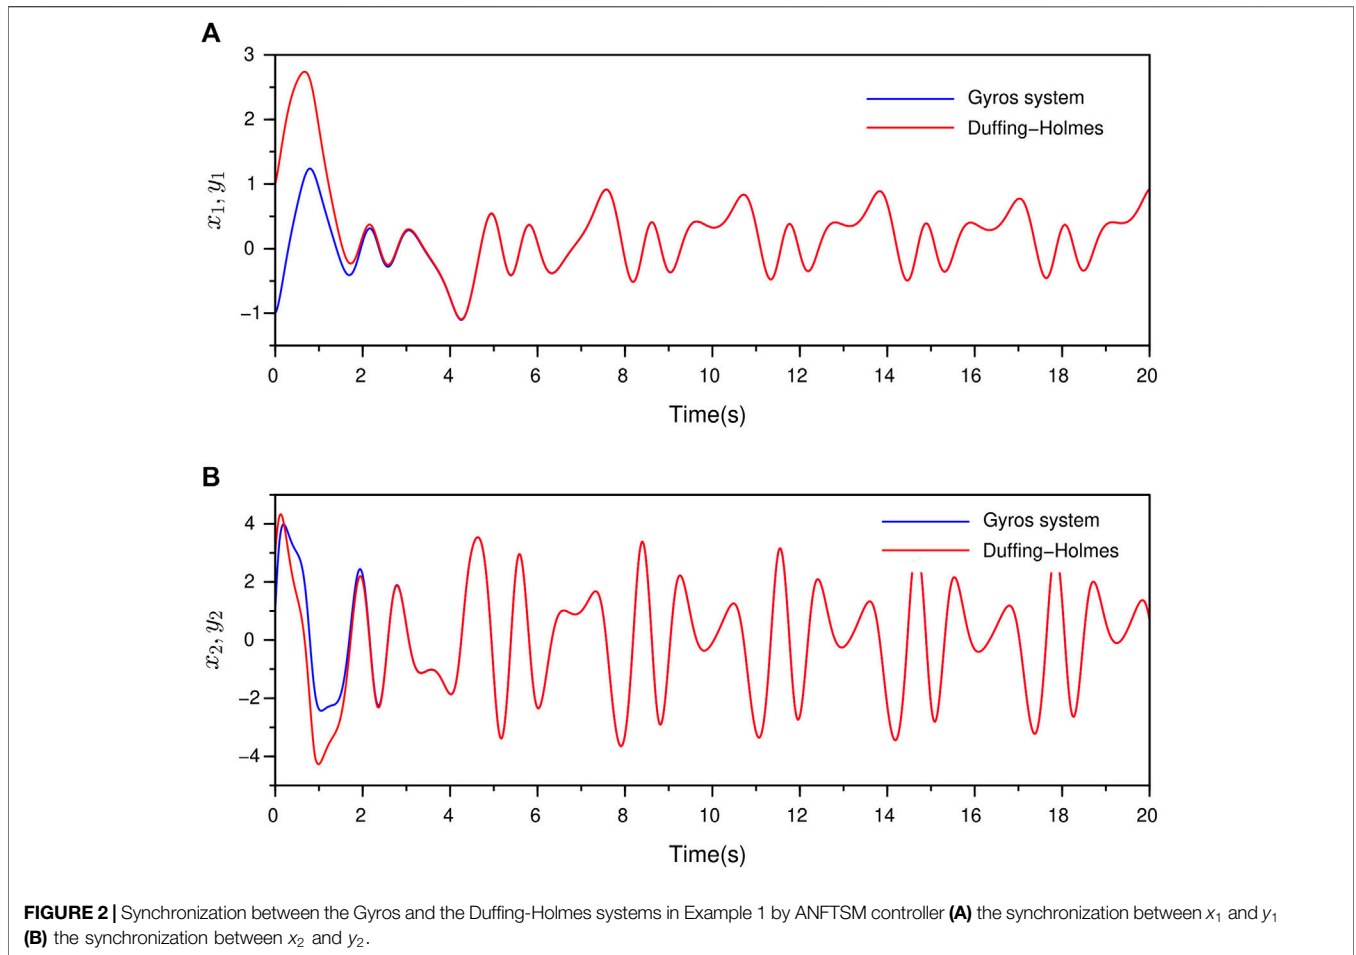 A
3
2
1
0
−1
x₁, y₁
Gyros system
Duffing−Holmes
0 2 4 6 8 10 12 14 16 18 20
Time(s)
B
4
2
0
−2
−4
x₂, y₂
Gyros system
Duffing−Holmes
0 2 4 6 8 10 12 14 16 18 20
Time(s)
FIGURE 2 | Synchronization between the Gyros and the Duffing-Holmes systems in Example 1 by ANFTSM controller (A) the synchronization between x₁ and y₁
(B) the synchronization between x₂ and y₂.